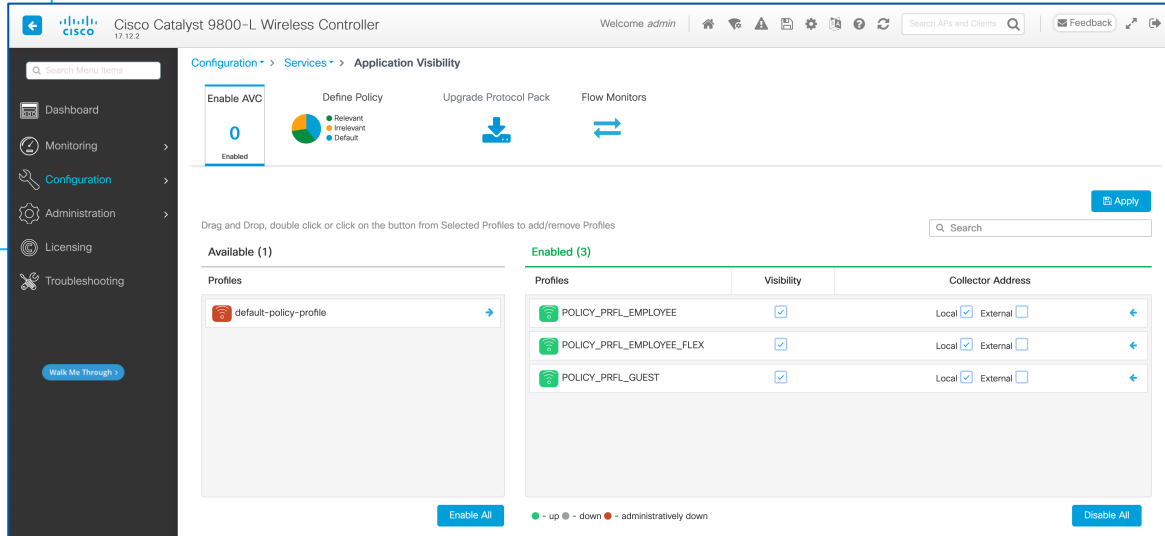 CISCO
Cisco Catalyst 9800-L Wireless Controller
17.12.2
Welcome admin
Search APs and Clients
Feedback
Search Menu Items
Dashboard
Monitoring
Configuration
Administration
Licensing
Troubleshooting
Walk Me Through >
Configuration > Services > Application Visibility
Enable AVC
0
Enabled
Define Policy
Relevant
Irrelevant
Default
Upgrade Protocol Pack
Flow Monitors
Apply
Drag and Drop, double click or click on the button from Selected Profiles to add/remove Profiles
Search
Available (1)
Profiles
default-policy-profile
Enable All
Enabled (3)
Profiles Visibility Collector Address
POLICY_PRFL_EMPLOYEE Local External
POLICY_PRFL_EMPLOYEE_FLEX Local External
POLICY_PRFL_GUEST Local External
- up - down - administratively down
Disable All